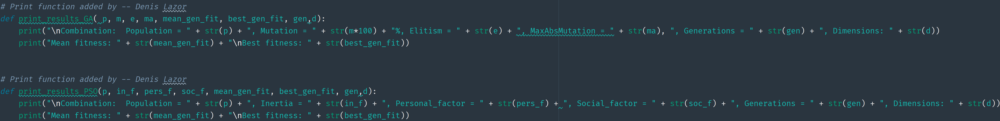 # Print function added by -- Denis Lazor
def print_results_GA( p, m, e, ma, mean_gen_fit, best_gen_fit, gen,d):
    print("\nCombination:  Population = " + str(p) + ", Mutation = " + str(m*100) + "%, Elitism = " + str(e) + ", MaxAbsMutation = " + str(ma), ", Generations = " + str(gen) + ", Dimensions: " + str(d))
    print("Mean fitness: " + str(mean_gen_fit) + "\nBest fitness: " + str(best_gen_fit))
# Print function added by -- Denis Lazor
def print_results_PSO(p, in_f, pers_f, soc_f, mean_gen_fit, best_gen_fit, gen,d):
    print("\nCombination:  Population = " + str(p) + ", Inertia = " + str(in_f) + ", Personal_factor = " + str(pers_f) + ", Social_factor = " + str(soc_f) + ", Generations = " + str(gen) + ", Dimensions: " + str(d))
    print("Mean fitness: " + str(mean_gen_fit) + "\nBest fitness: " + str(best_gen_fit))